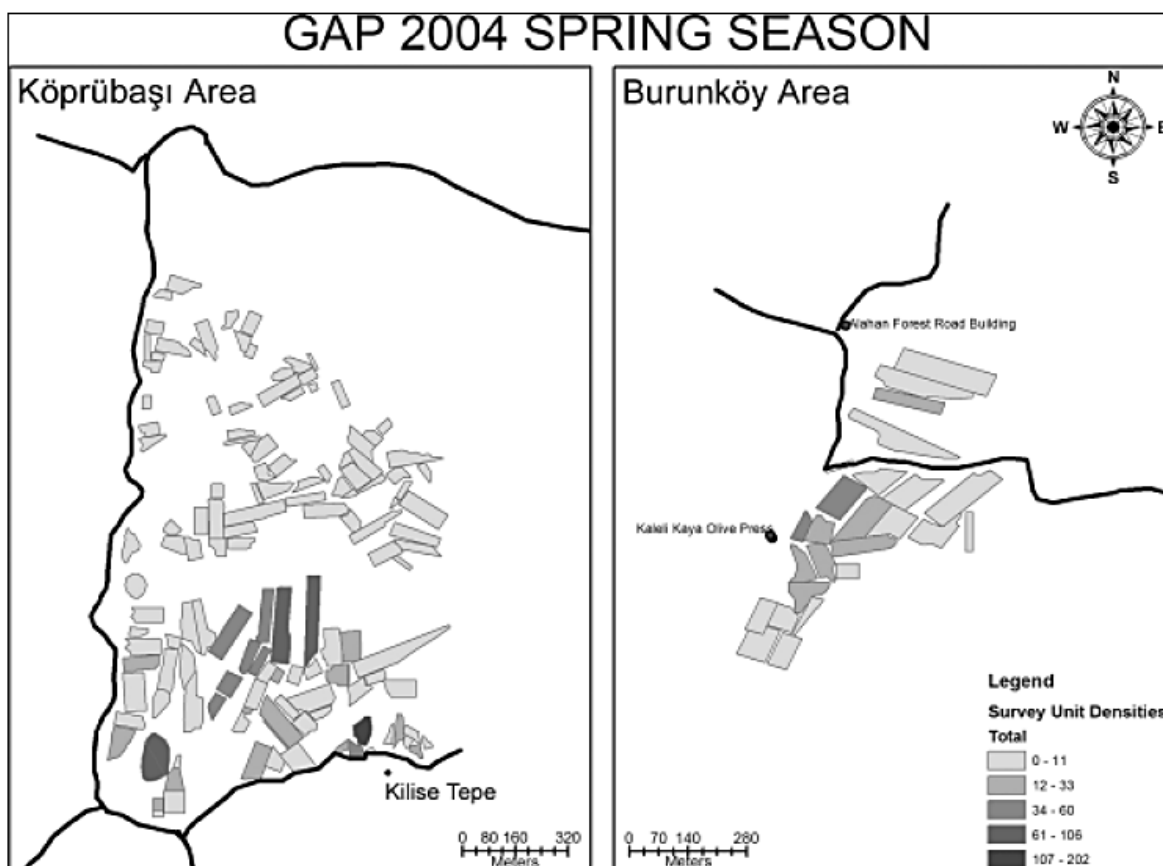 GAP 2004 SPRING SEASON
Köprübaşı Area
Kilise Tepe
0 80 160 320
Meters
Burunköy Area
N
W E
S
Alahan Forest Road Building
Kaleli Kaya Olive Press
Legend
Survey Unit Densities
Total
0 - 11
12 - 33
34 - 60
61 - 106
107 - 202
0 70 140 280
Meters